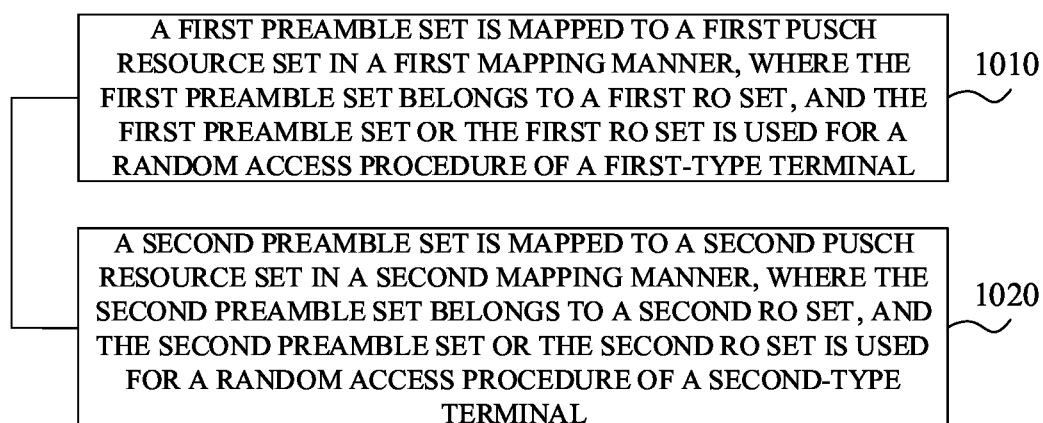 A FIRST PREAMBLE SET IS MAPPED TO A FIRST PUSCH
RESOURCE SET IN A FIRST MAPPING MANNER, WHERE THE
FIRST PREAMBLE SET BELONGS TO A FIRST RO SET, AND THE
FIRST PREAMBLE SET OR THE FIRST RO SET IS USED FOR A
RANDOM ACCESS PROCEDURE OF A FIRST-TYPE TERMINAL
1010
A SECOND PREAMBLE SET IS MAPPED TO A SECOND PUSCH
RESOURCE SET IN A SECOND MAPPING MANNER, WHERE THE
SECOND PREAMBLE SET BELONGS TO A SECOND RO SET, AND
THE SECOND PREAMBLE SET OR THE SECOND RO SET IS USED
FOR A RANDOM ACCESS PROCEDURE OF A SECOND-TYPE
TERMINAL
1020